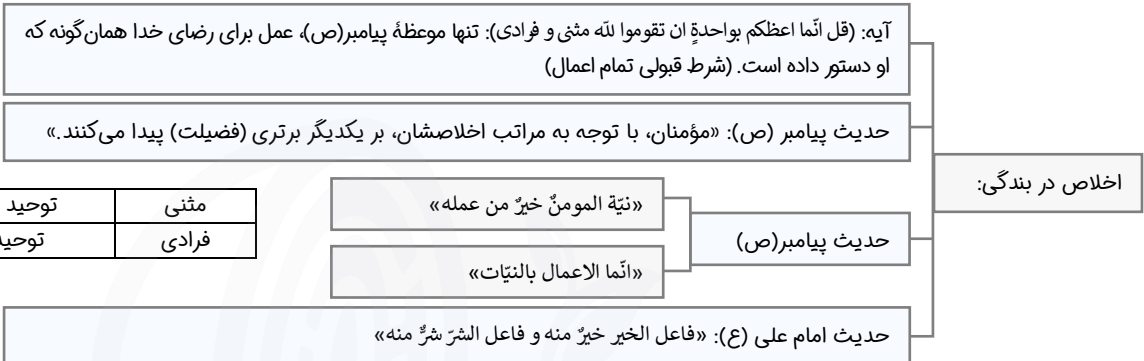 آیه: (قل انّما اعظکم بواحدةٍ ان تقوموا للّه مثنی و فرادی): تنها موعظهٔ پیامبر(ص)، عمل برای رضای خدا همان‌گونه که
او دستور داده است. (شرط قبولی تمام اعمال)
حدیث پیامبر (ص): «مؤمنان، با توجه به مراتب اخلاصشان، بر یکدیگر برتری (فضیلت) پیدا می‌کنند.»
اخلاص در بندگی:
«نیّة المومنٌ خیرٌ من عمله»
حدیث پیامبر(ص)
«انّما الاعمال بالنیّات»
مثنی توحید
فرادی
حدیث امام علی (ع): «فاعل الخیر خیرٌ منه و فاعل الشرّ شرٌّ منه»